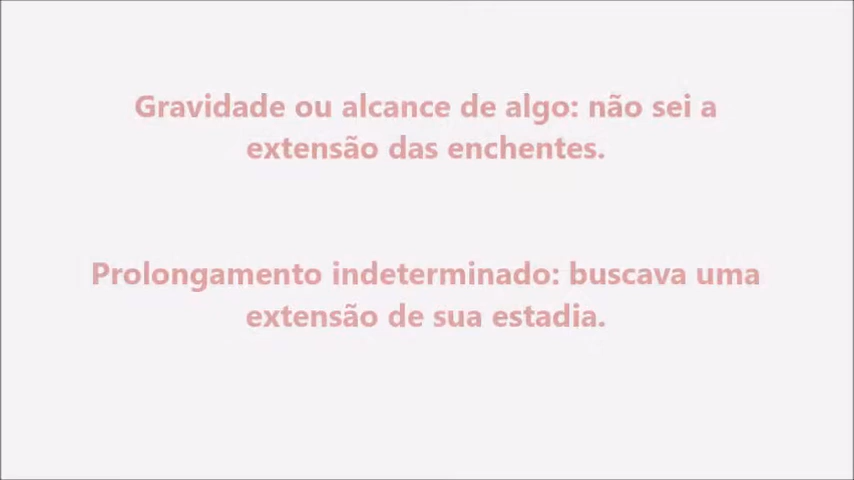 Gravidade ou alcance de algo: não sei a
extensão das enchentes.
Prolongamento indeterminado: buscava uma
extensão de sua estadia.